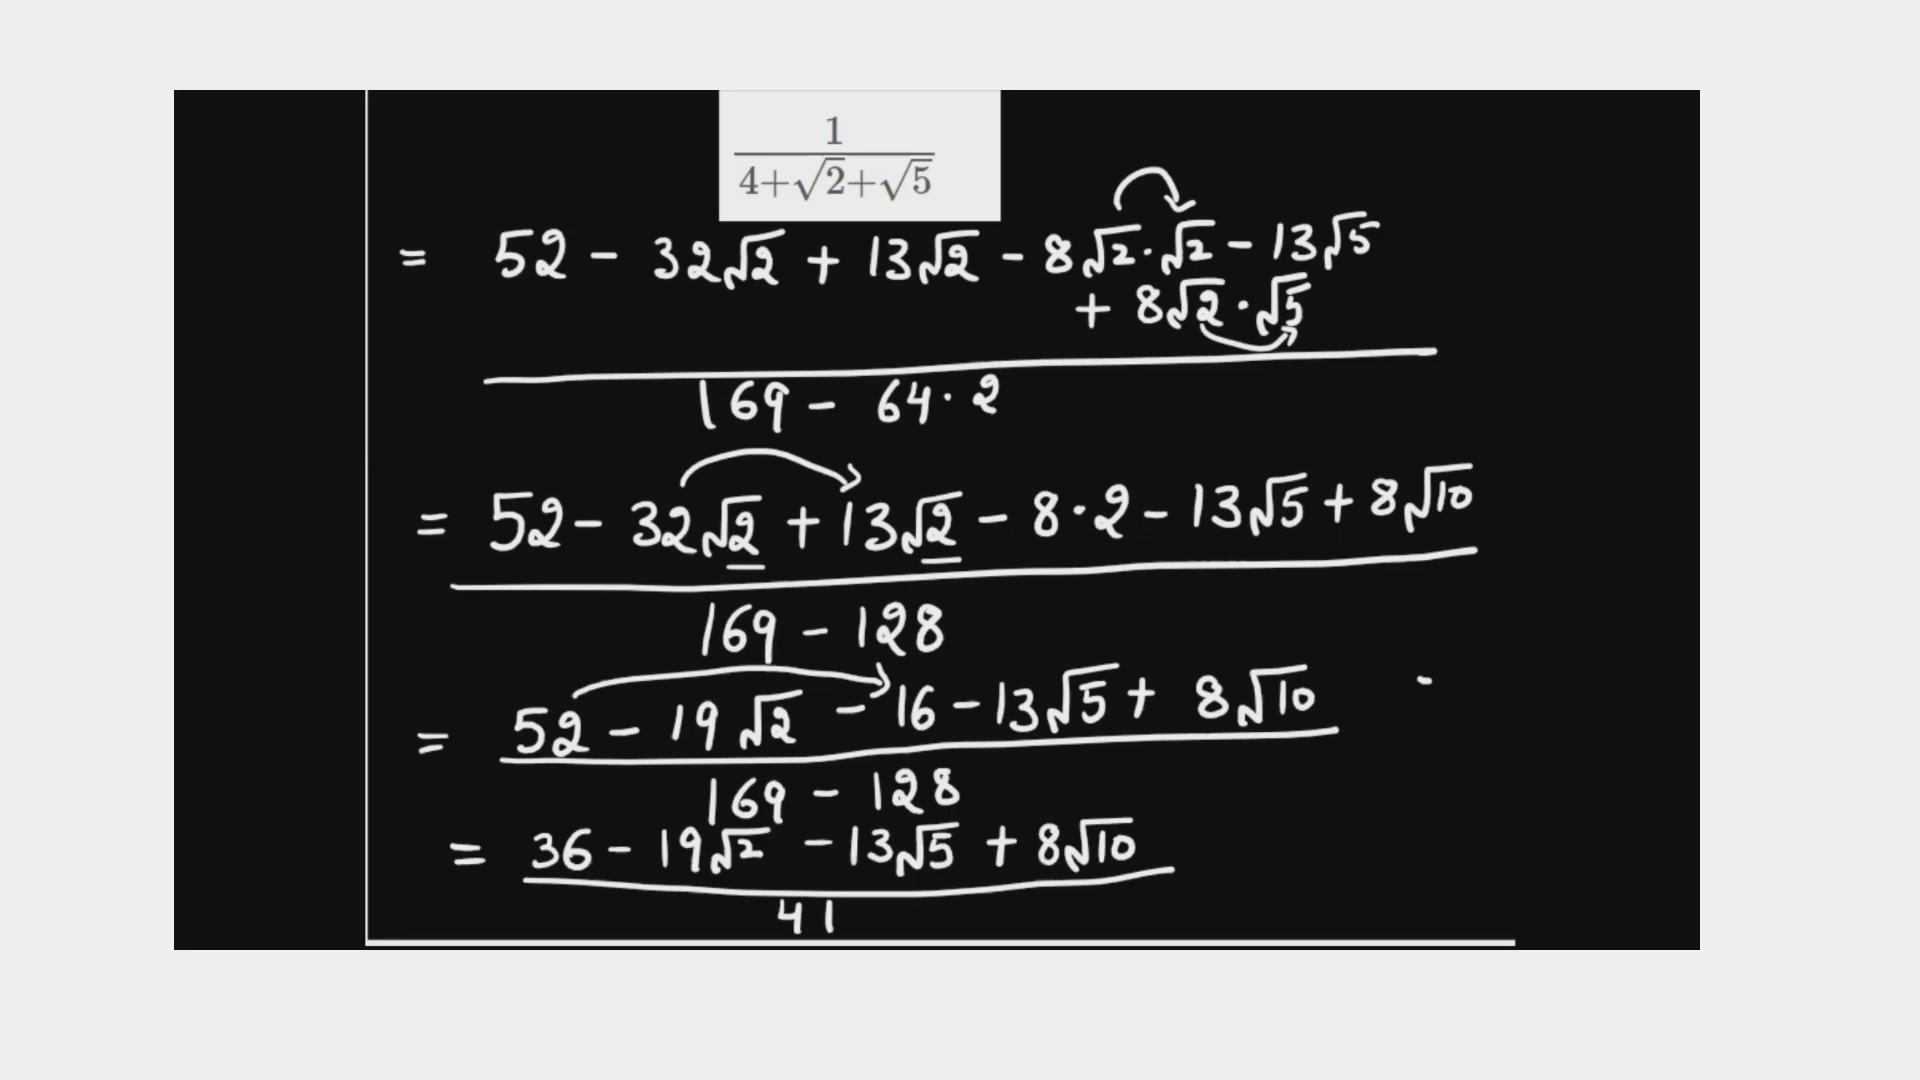 1
4+√2+√5
= 52 - 32√2 + 13√2 - 8√2·√2 - 13√5
+ 8√2·√5
169 - 64·2
= 52 - 32√2 + 13√2 - 8·2 - 13√5 + 8√10
169 - 128
= 52 - 19√2 - 16 - 13√5 + 8√10
169 - 128
= 36 - 19√2 - 13√5 + 8√10
41